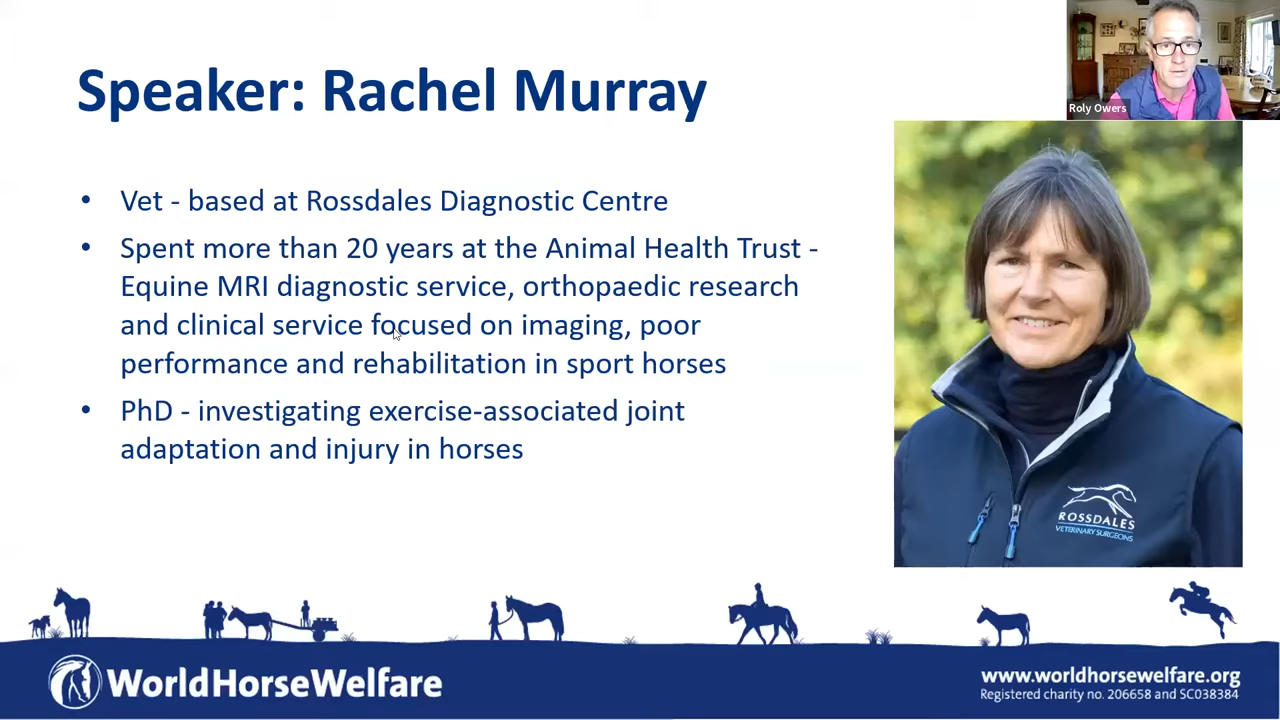 Speaker: Rachel Murray
Roly Owers
• Vet - based at Rossdales Diagnostic Centre
• Spent more than 20 years at the Animal Health Trust -
Equine MRI diagnostic service, orthopaedic research
and clinical service focused on imaging, poor
performance and rehabilitation in sport horses
• PhD - investigating exercise-associated joint
adaptation and injury in horses
ROSSDALES
VETERINARY SURGEONS
WorldHorseWelfare
www.worldhorsewelfare.org
Registered charity no. 206658 and SC038384